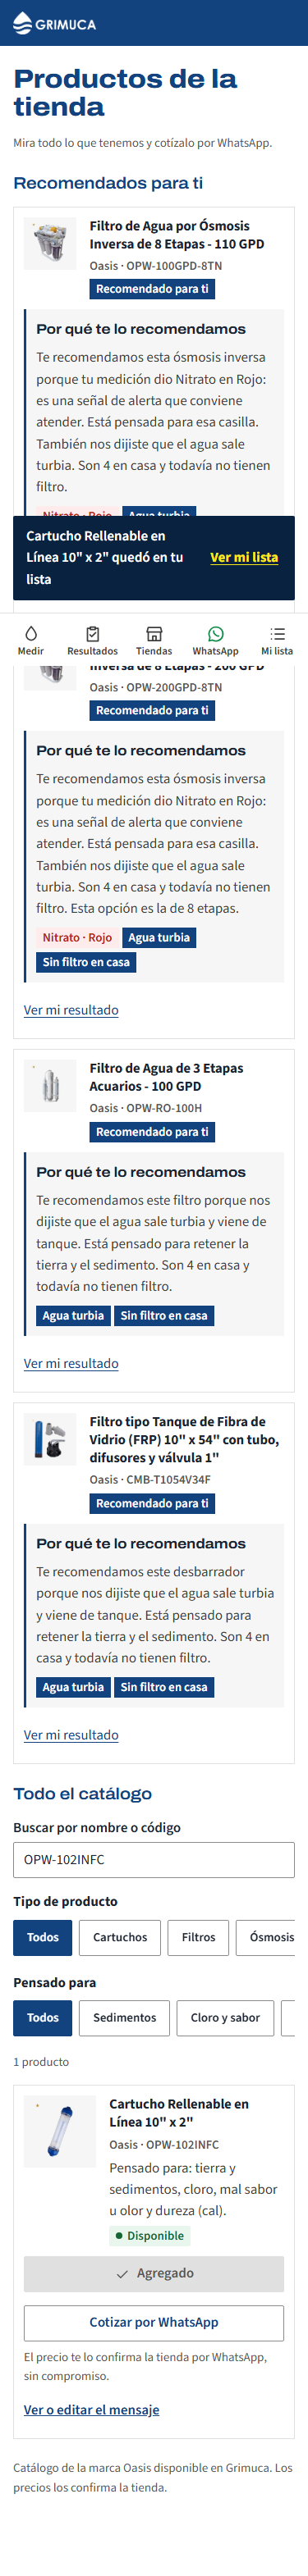 GRIMUCA
Productos de la
tienda
Mira todo lo que tenemos y cotízalo por WhatsApp.
Recomendados para ti
Filtro de Agua por Ósmosis
Inversa de 8 Etapas - 110 GPD
Oasis · OPW-100GPD-8TN
Recomendado para ti
Por qué te lo recomendamos
Te recomendamos esta ósmosis inversa
porque tu medición dio Nitrato en Rojo:
es una señal de alerta que conviene
atender. Está pensada para esa casilla.
También nos dijiste que el agua sale
turbia. Son 4 en casa y todavía no tienen
filtro.
Nitrato · Rojo Agua turbia
Cartucho Rellenable en
Línea 10" x 2" quedó en tu
lista
Ver mi lista
Medir
Resultados
Tiendas
WhatsApp
Mi lista
Inversa de 8 Etapas - 200 GPD
Oasis · OPW-200GPD-8TN
Recomendado para ti
Por qué te lo recomendamos
Te recomendamos esta ósmosis inversa
porque tu medición dio Nitrato en Rojo:
es una señal de alerta que conviene
atender. Está pensada para esa casilla.
También nos dijiste que el agua sale
turbia. Son 4 en casa y todavía no tienen
filtro. Esta opción es la de 8 etapas.
Nitrato · Rojo Agua turbia
Sin filtro en casa
Ver mi resultado
Filtro de Agua de 3 Etapas
Acuarios - 100 GPD
Oasis · OPW-RO-100H
Recomendado para ti
Por qué te lo recomendamos
Te recomendamos este filtro porque nos
dijiste que el agua sale turbia y viene de
tanque. Está pensado para retener la
tierra y el sedimento. Son 4 en casa y
todavía no tienen filtro.
Agua turbia Sin filtro en casa
Ver mi resultado
Filtro tipo Tanque de Fibra de
Vidrio (FRP) 10" x 54" con tubo,
difusores y válvula 1"
Oasis · CMB-T1054V34F
Recomendado para ti
Por qué te lo recomendamos
Te recomendamos este desbarrador
porque nos dijiste que el agua sale turbia
y viene de tanque. Está pensado para
retener la tierra y el sedimento. Son 4 en
casa y todavía no tienen filtro.
Agua turbia Sin filtro en casa
Ver mi resultado
Todo el catálogo
Buscar por nombre o código
OPW-102INFC
Tipo de producto
Todos Cartuchos Filtros Ósmosis
Pensado para
Todos Sedimentos Cloro y sabor
1 producto
Cartucho Rellenable en
Línea 10" x 2"
Oasis · OPW-102INFC
Pensado para: tierra y
sedimentos, cloro, mal sabor
u olor y dureza (cal).
Disponible
Agregado
Cotizar por WhatsApp
El precio te lo confirma la tienda por WhatsApp,
sin compromiso.
Ver o editar el mensaje
Catálogo de la marca Oasis disponible en Grimuca. Los
precios los confirma la tienda.